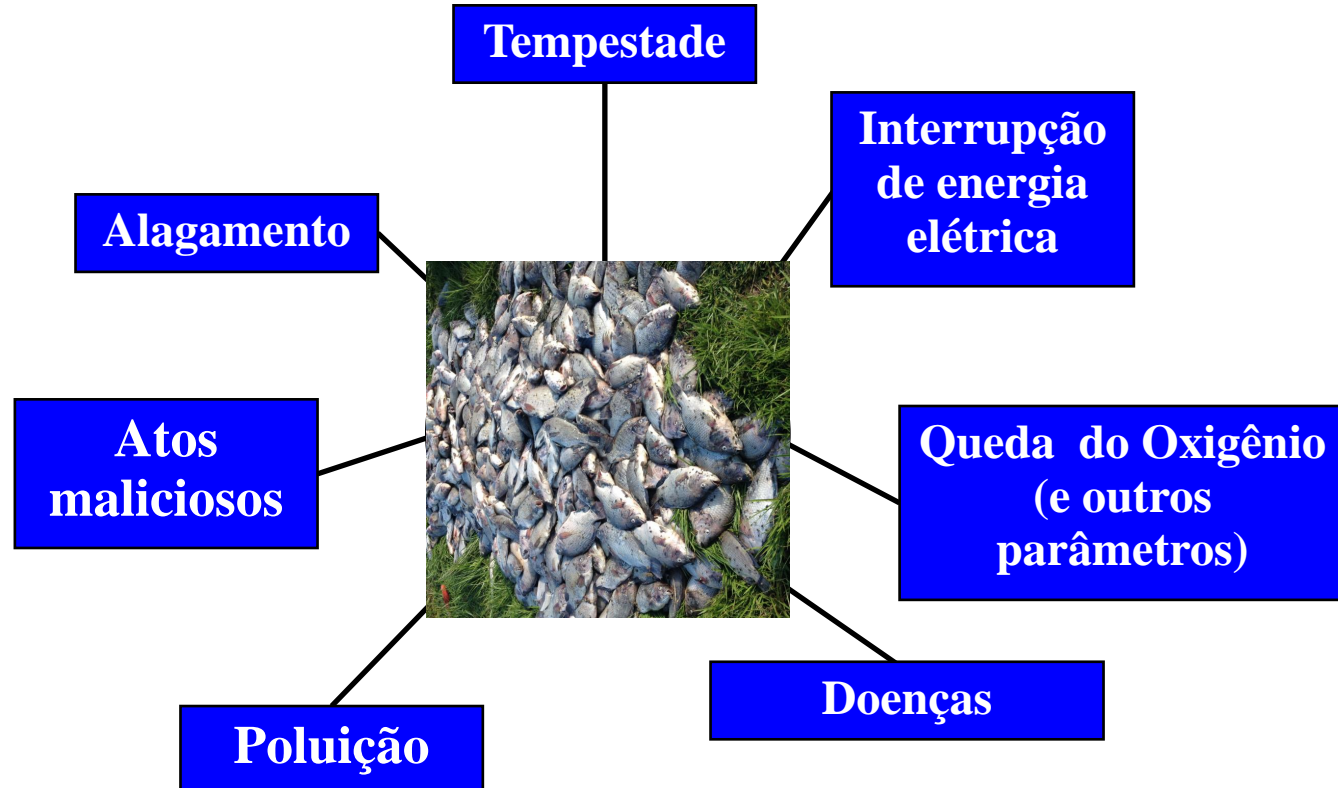 Tempestade
Interrupção
de energia
elétrica
Alagamento
Atos
maliciosos
Queda  do Oxigênio
(e outros
parâmetros)
Doenças
Poluição